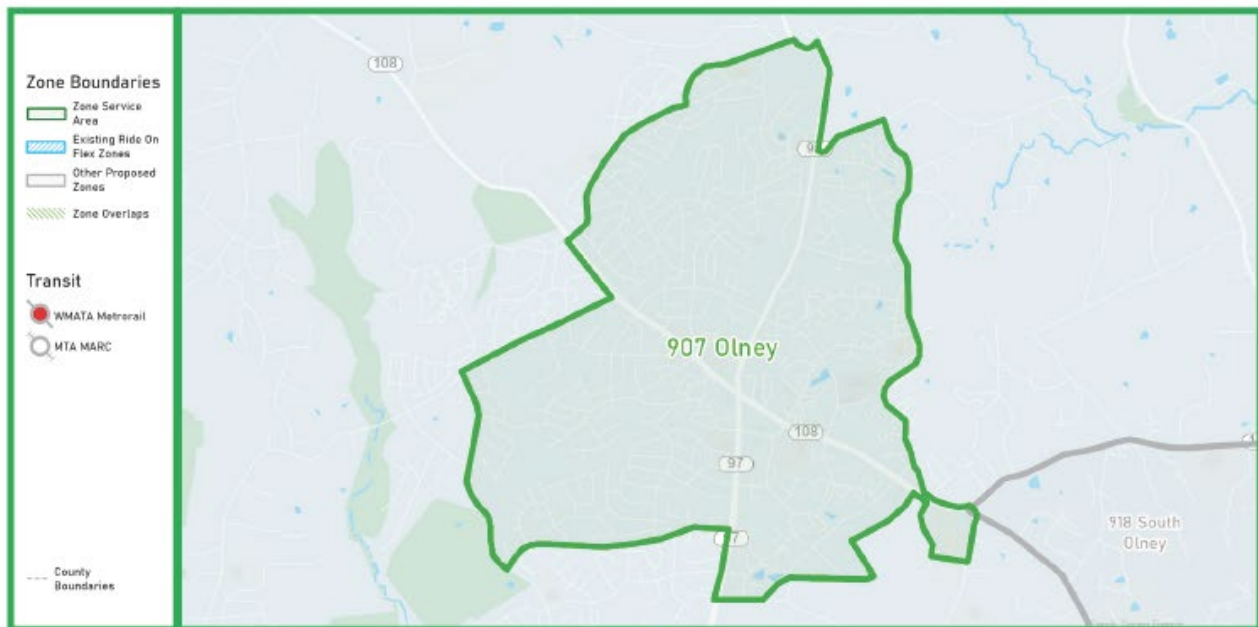 Zone Boundaries
Zone Service
Area
Existing Ride On
Flex Zones
Other Proposed
Zones
Zone Overlaps
Transit
WMATA Metrorail
MTA MARC
County
Boundaries
108
907 Olney
108
97
97
918 South
Olney